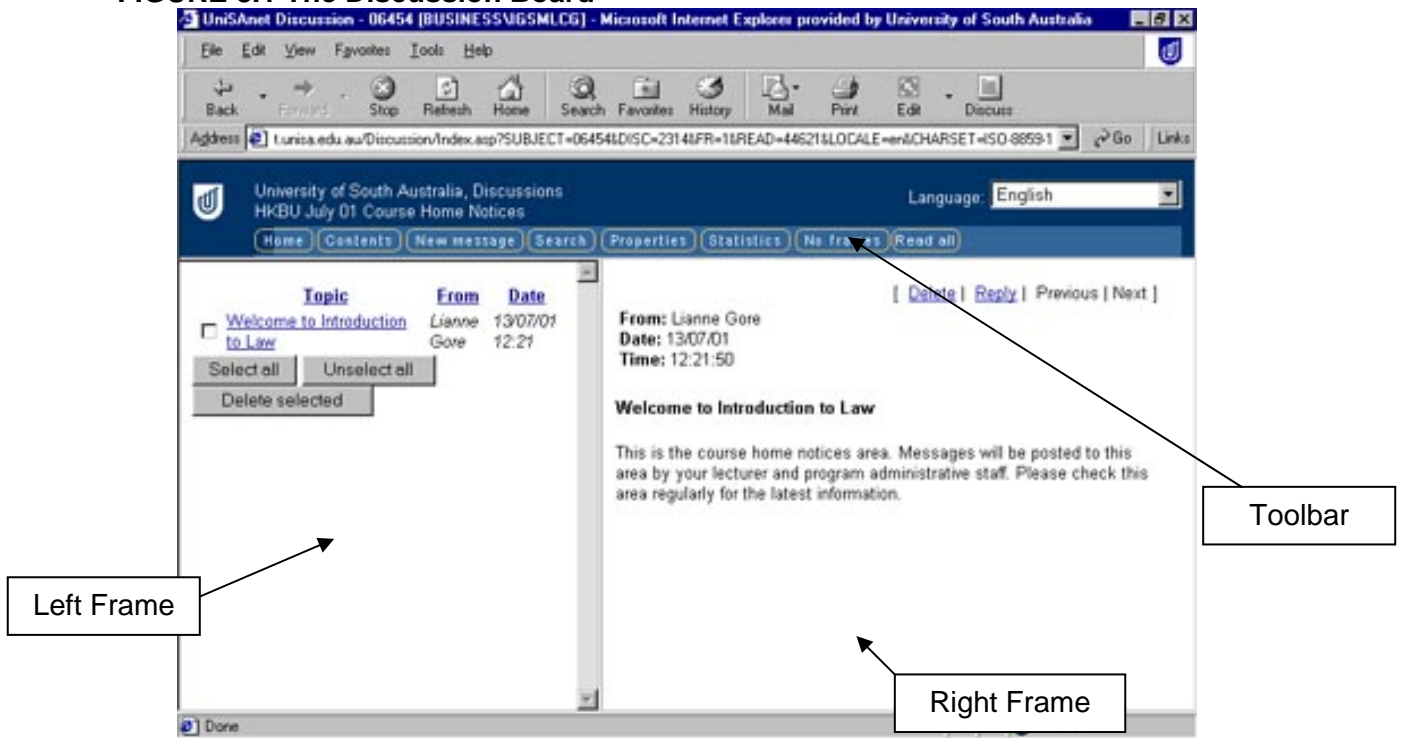 The Discussion Board
UniSAnet Discussion - 06454 [BUSINESS\IGSMLCG] - Microsoft Internet Explorer provided by University of South Australia
File Edit View Favorites Tools Help
Back Forward Stop Refresh Home Search Favorites History Mail Print Edit Discuss
Address t.unisa.edu.au/Discussion/Index.asp?SUBJECT=06454&DISC=2314&FR=1&READ=44621&LOCALE=en&CHARSET=ISO-8859-1 Go Links
University of South Australia, Discussions
HKBU July 01 Course Home Notices
Language: English
Home Contents New message Search Properties Statistics No frames Read all
Topic From Date
Welcome to Introduction Lianne 13/07/01
to Law Gore 12:21
Select all Unselect all
Delete selected
[ Delete | Reply | Previous | Next ]
From: Lianne Gore
Date: 13/07/01
Time: 12:21:50
Welcome to Introduction to Law
This is the course home notices area. Messages will be posted to this
area by your lecturer and program administrative staff. Please check this
area regularly for the latest information.
Toolbar
Left Frame
Right Frame
Done